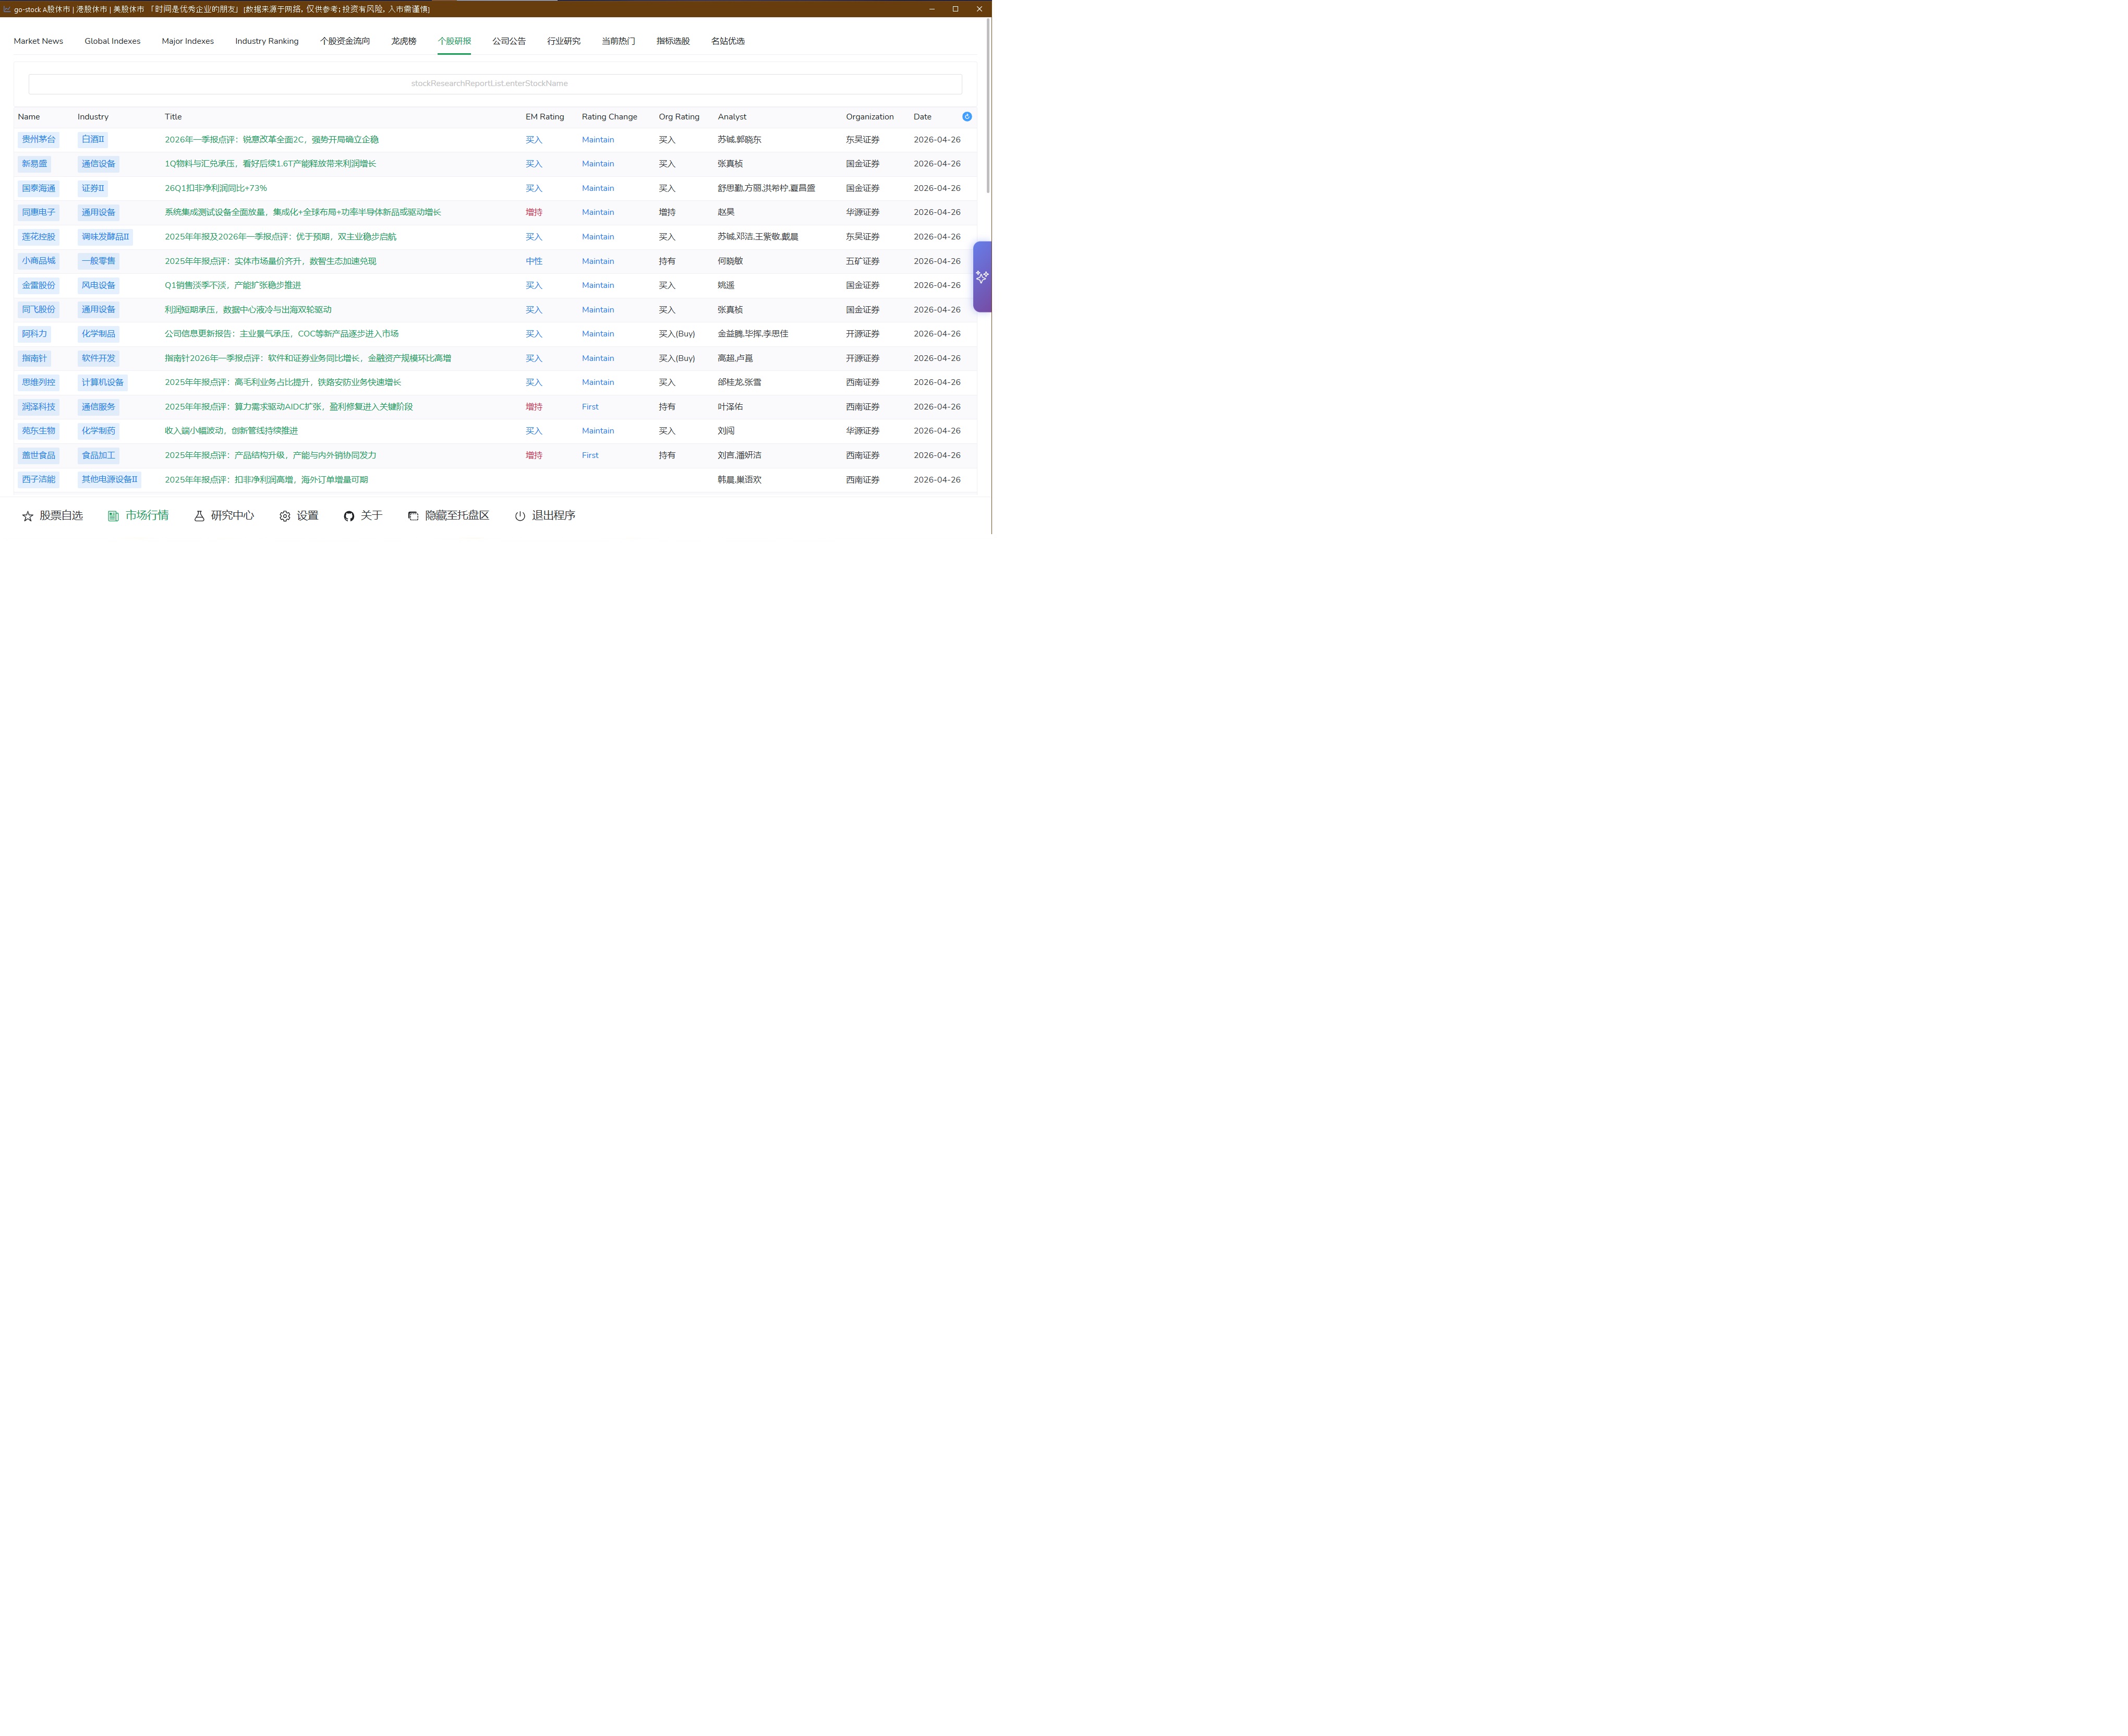 go-stock A股休市 | 港股休市 | 美股休市 「时间是优秀企业的朋友」 [数据来源于网络, 仅供参考; 投资有风险, 入市需谨慎]
Market News Global Indexes Major Indexes Industry Ranking 个股资金流向 龙虎榜 个股研报 公司公告 行业研究 当前热门 指标选股 名站优选
stockResearchReportList.enterStockName
Name Industry Title EM Rating Rating Change Org Rating Analyst Organization Date
贵州茅台 白酒Ⅱ 2026年一季报点评：锐意改革全面2C，强势开局确立企稳 买入 Maintain 买入 苏铖,郭晓东 东吴证券 2026-04-26
新易盛 通信设备 1Q物料与汇兑承压，看好后续1.6T产能释放带来利润增长 买入 Maintain 买入 张真桢 国金证券 2026-04-26
国泰海通 证券Ⅱ 26Q1扣非净利润同比+73% 买入 Maintain 买入 舒思勤,方丽,洪希柠,夏昌盛 国金证券 2026-04-26
同惠电子 通用设备 系统集成测试设备全面放量，集成化+全球布局+功率半导体新品或驱动增长 增持 Maintain 增持 赵昊 华源证券 2026-04-26
莲花控股 调味发酵品Ⅱ 2025年年报及2026年一季报点评：优于预期，双主业稳步启航 买入 Maintain 买入 苏铖,邓洁,王紫敬,戴晨 东吴证券 2026-04-26
小商品城 一般零售 2025年年报点评：实体市场量价齐升，数智生态加速兑现 中性 Maintain 持有 何晓敏 五矿证券 2026-04-26
金雷股份 风电设备 Q1销售淡季不淡，产能扩张稳步推进 买入 Maintain 买入 姚遥 国金证券 2026-04-26
同飞股份 通用设备 利润短期承压，数据中心液冷与出海双轮驱动 买入 Maintain 买入 张真桢 国金证券 2026-04-26
阿科力 化学制品 公司信息更新报告：主业景气承压，COC等新产品逐步进入市场 买入 Maintain 买入(Buy) 金益腾,毕挥,李思佳 开源证券 2026-04-26
指南针 软件开发 指南针2026年一季报点评：软件和证券业务同比增长，金融资产规模环比高增 买入 Maintain 买入(Buy) 高超,卢崑 开源证券 2026-04-26
思维列控 计算机设备 2025年年报点评：高毛利业务占比提升，铁路安防业务快速增长 买入 Maintain 买入 邰桂龙,张雪 西南证券 2026-04-26
润泽科技 通信服务 2025年年报点评：算力需求驱动AIDC扩张，盈利修复进入关键阶段 增持 First 持有 叶泽佑 西南证券 2026-04-26
苑东生物 化学制药 收入端小幅波动，创新管线持续推进 买入 Maintain 买入 刘闯 华源证券 2026-04-26
盖世食品 食品加工 2025年年报点评：产品结构升级，产能与内外销协同发力 增持 First 持有 刘言,潘妍洁 西南证券 2026-04-26
西子洁能 其他电源设备Ⅱ 2025年年报点评：扣非净利润高增，海外订单增量可期 韩晨,巢语欢 西南证券 2026-04-26
股票自选 市场行情 研究中心 设置 关于 隐藏至托盘区 退出程序